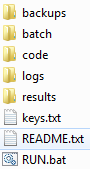 backups
batch
code
logs
results
keys.txt
README.txt
RUN.bat